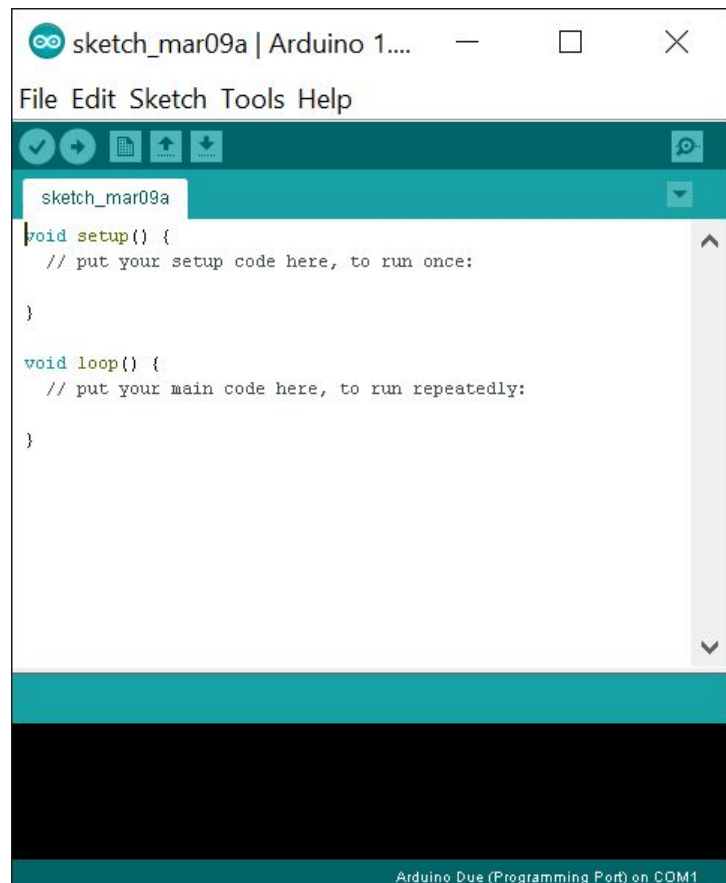 sketch_mar09a | Arduino 1....
File Edit Sketch Tools Help
sketch_mar09a
void setup() {
  // put your setup code here, to run once:
}
void loop() {
  // put your main code here, to run repeatedly:
}
Arduino Due (Programming Port) on COM1